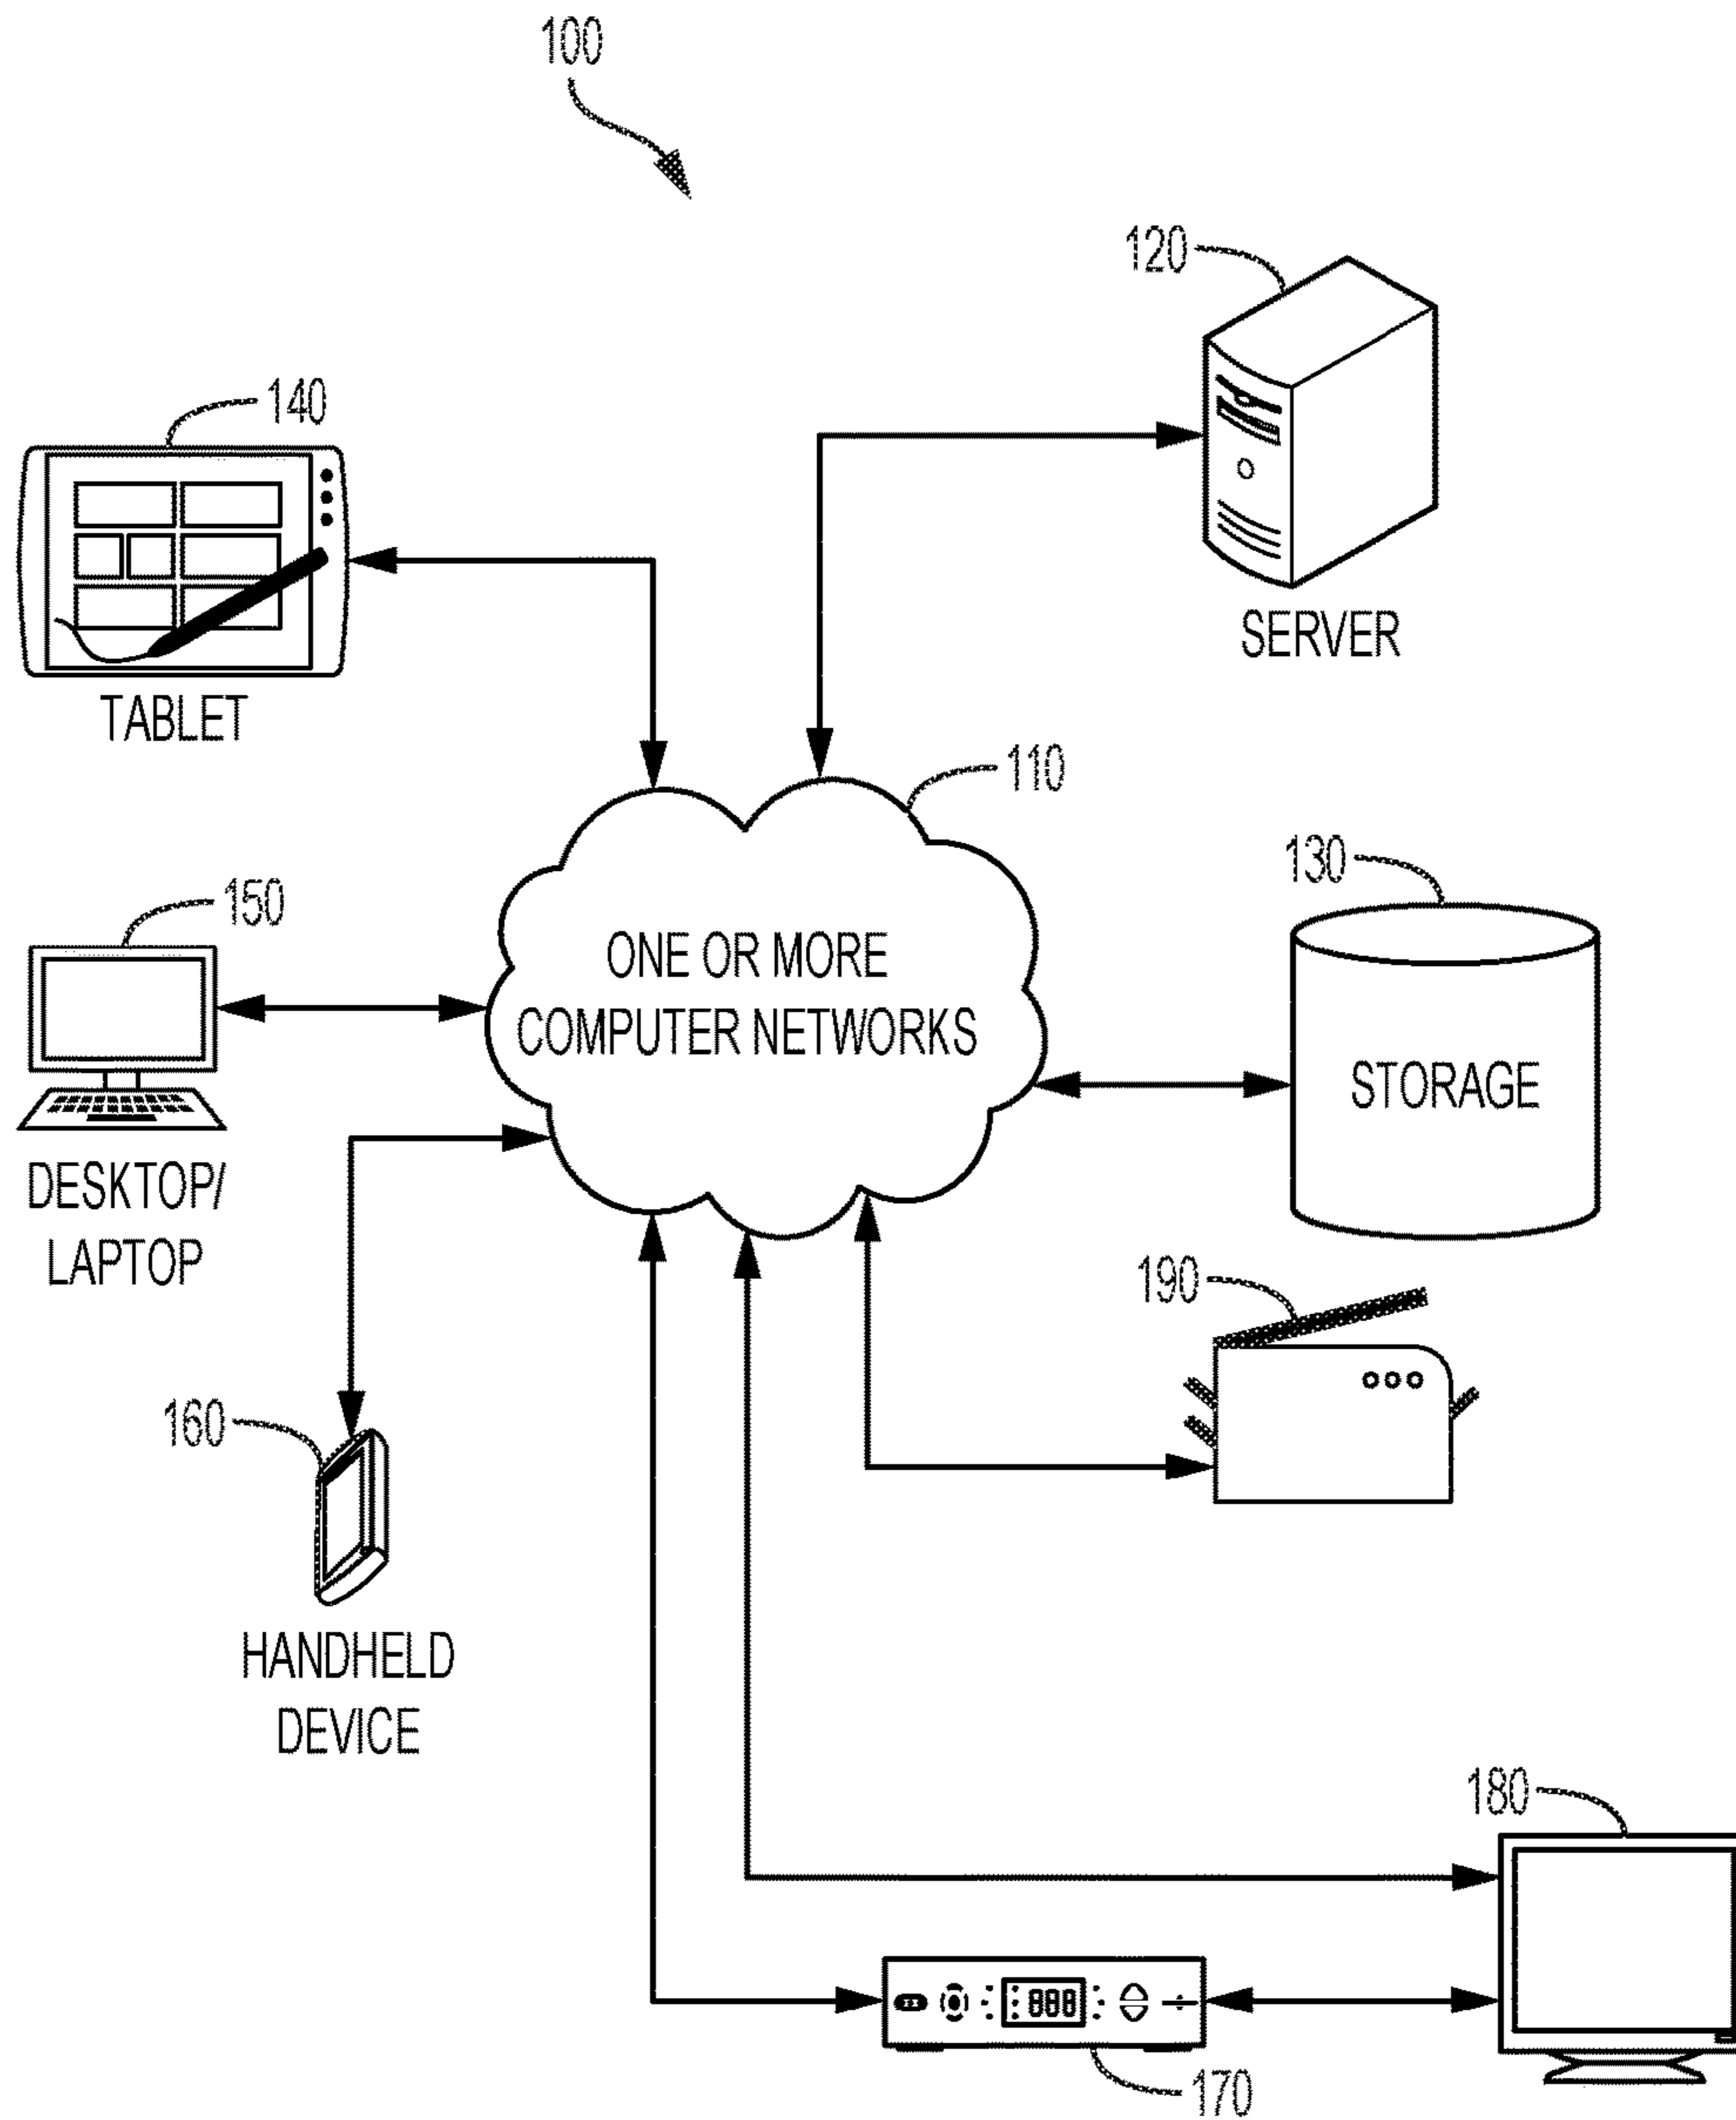 100
120
SERVER
140
TABLET
110
ONE OR MORE
COMPUTER NETWORKS
130
STORAGE
150
DESKTOP/
LAPTOP
190
160
HANDHELD
DEVICE
180
888
170